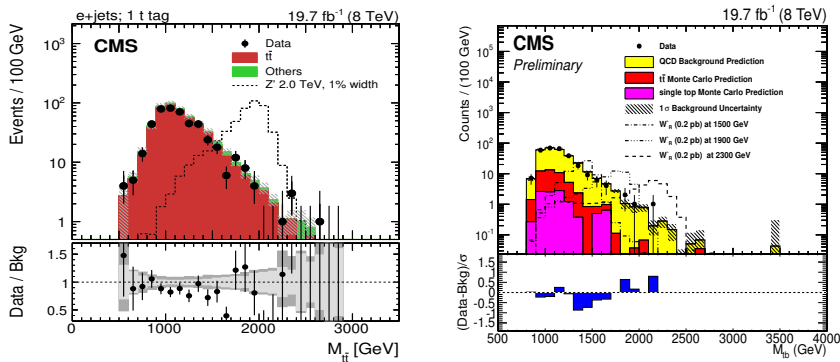 e+jets; 1 t tag
19.7 fb⁻¹ (8 TeV)
CMS
Data
tt̄
Others
Z' 2.0 TeV, 1% width
Events / 100 GeV
10³
10²
10
1
Data / Bkg
1.5
1.0
0.5
0
1000
2000
3000
M_tt̄ [GeV]
19.7 fb⁻¹ (8 TeV)
CMS
Preliminary
Data
QCD Background Prediction
tt̄ Monte Carlo Prediction
single top Monte Carlo Prediction
1 σ Background Uncertainty
W'_R (0.2 pb) at 1500 GeV
W'_R (0.2 pb) at 1900 GeV
W'_R (0.2 pb) at 2300 GeV
Counts / (100 GeV)
10⁶
10⁵
10⁴
10³
10²
10
1
10⁻¹
(Data-Bkg)/σ
1.5
0.5
-0.5
-1.5
500
1000
1500
2000
2500
3000
3500
4000
M_tb (GeV)